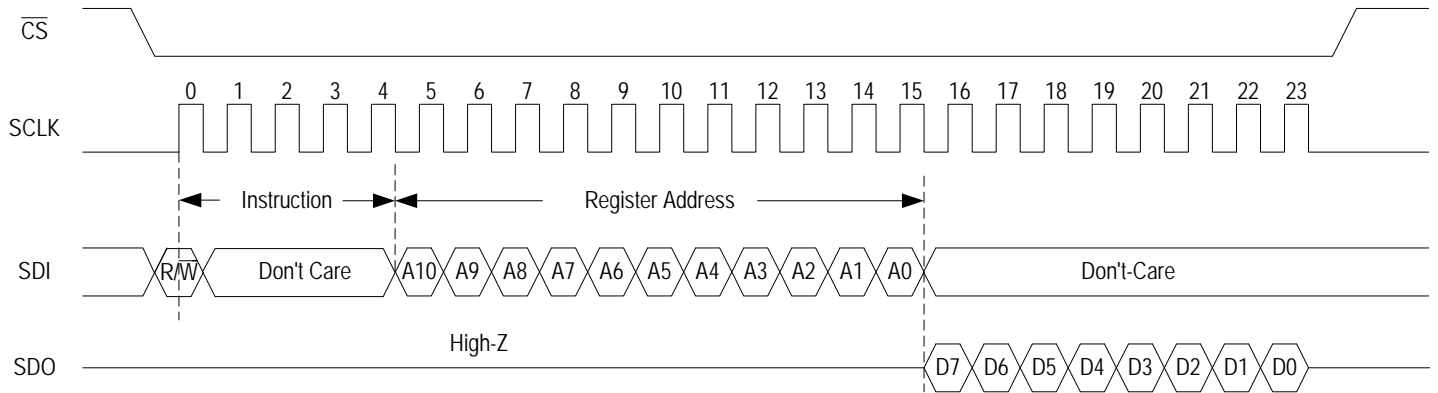 CS
0 1 2 3 4 5 6 7 8 9 10 11 12 13 14 15 16 17 18 19 20 21 22 23
SCLK
Instruction Register Address
SDI R/W Don't Care A10 A9 A8 A7 A6 A5 A4 A3 A2 A1 A0 Don't-Care
High-Z
SDO D7 D6 D5 D4 D3 D2 D1 D0